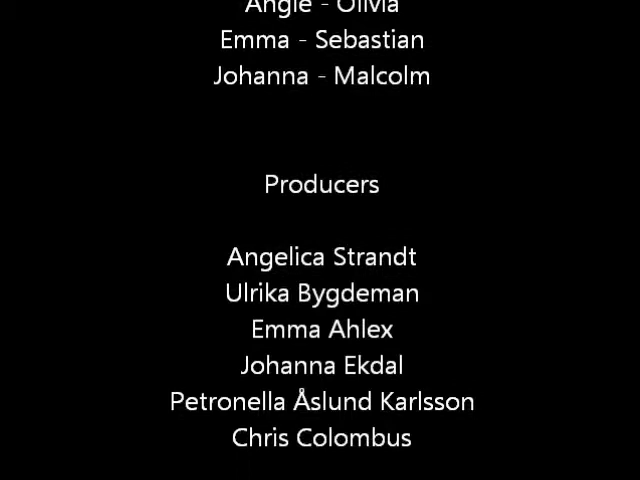 Angie - Olivia
Emma - Sebastian
Johanna - Malcolm
Producers
Angelica Strandt
Ulrika Bygdeman
Emma Ahlex
Johanna Ekdal
Petronella Åslund Karlsson
Chris Colombus